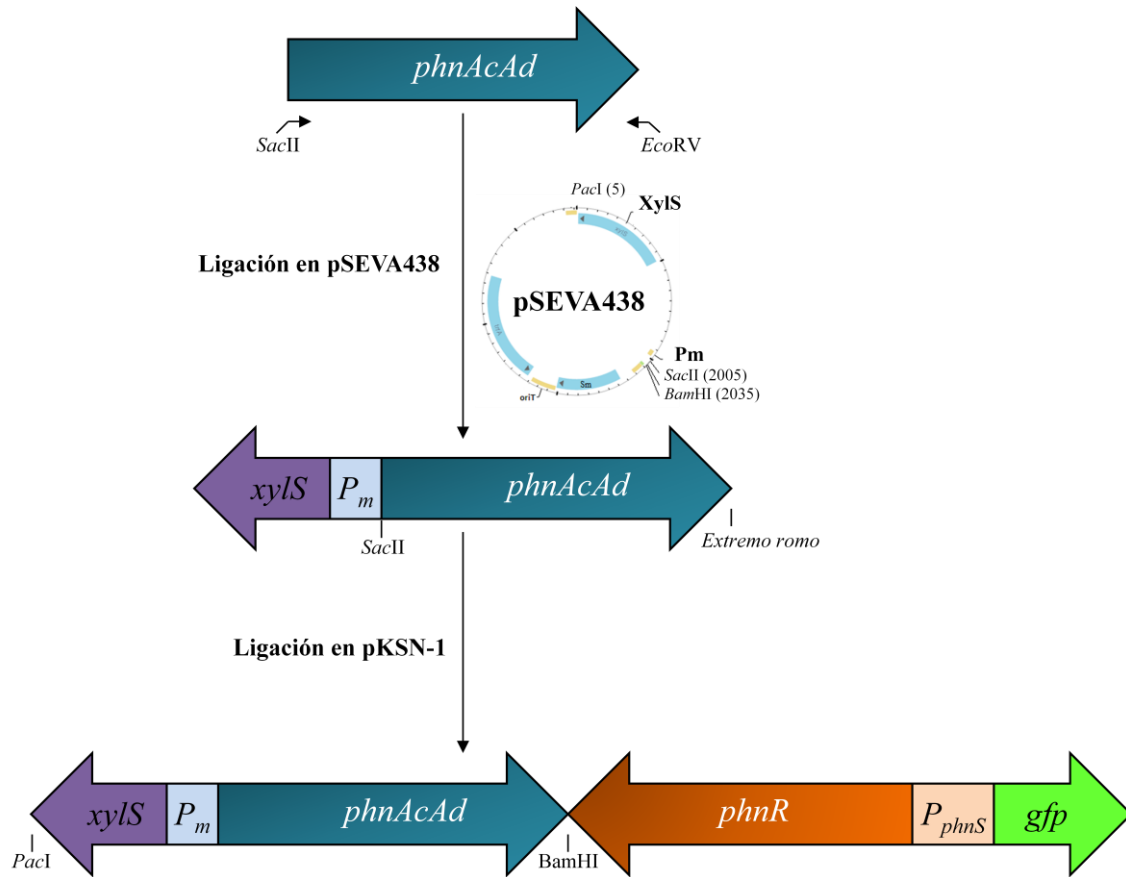 phnAcAd
SacII
EcoRV
PacI (5)
XylS
xylS
Ligación en pSEVA438
pSEVA438
Pm
SacII (2005)
BamHI (2035)
Sm
oriT
xylS
Pm
phnAcAd
SacII
Extremo romo
Ligación en pKSN-1
xylS
Pm
phnAcAd
phnR
PphnS
gfp
PacI
BamHI